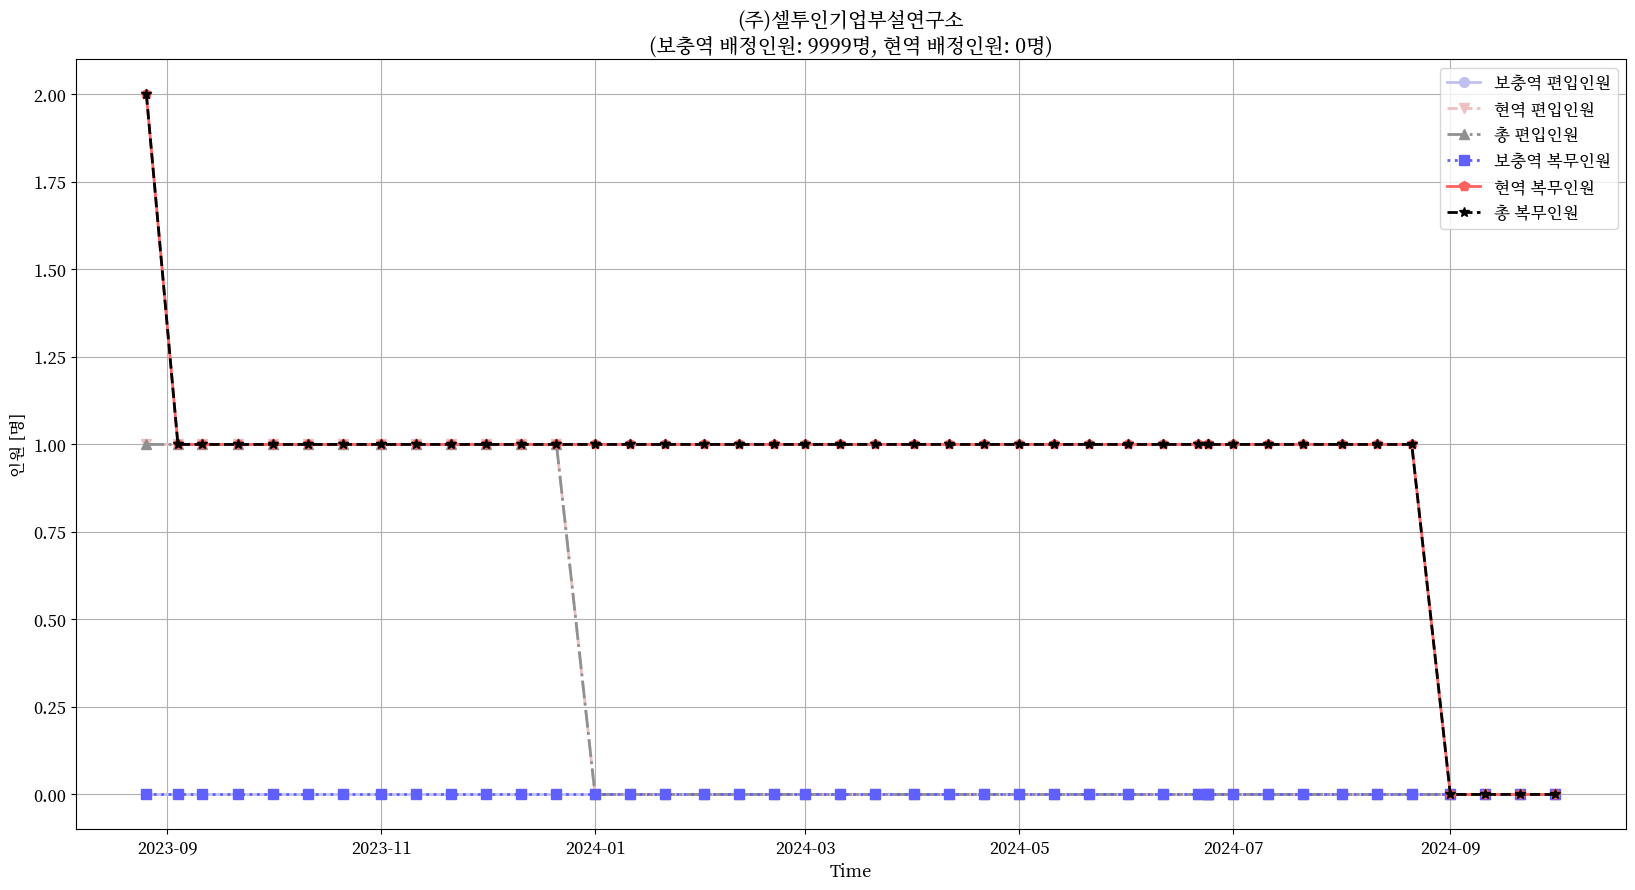 (주)셀투인기업부설연구소
(보충역 배정인원: 9999명, 현역 배정인원: 0명)
보충역 편입인원
현역 편입인원
총 편입인원
보충역 복무인원
현역 복무인원
총 복무인원
2.00
1.75
1.50
1.25
1.00
0.75
0.50
0.25
0.00
인원 [명]
2023-09
2023-11
2024-01
2024-03
2024-05
2024-07
2024-09
Time